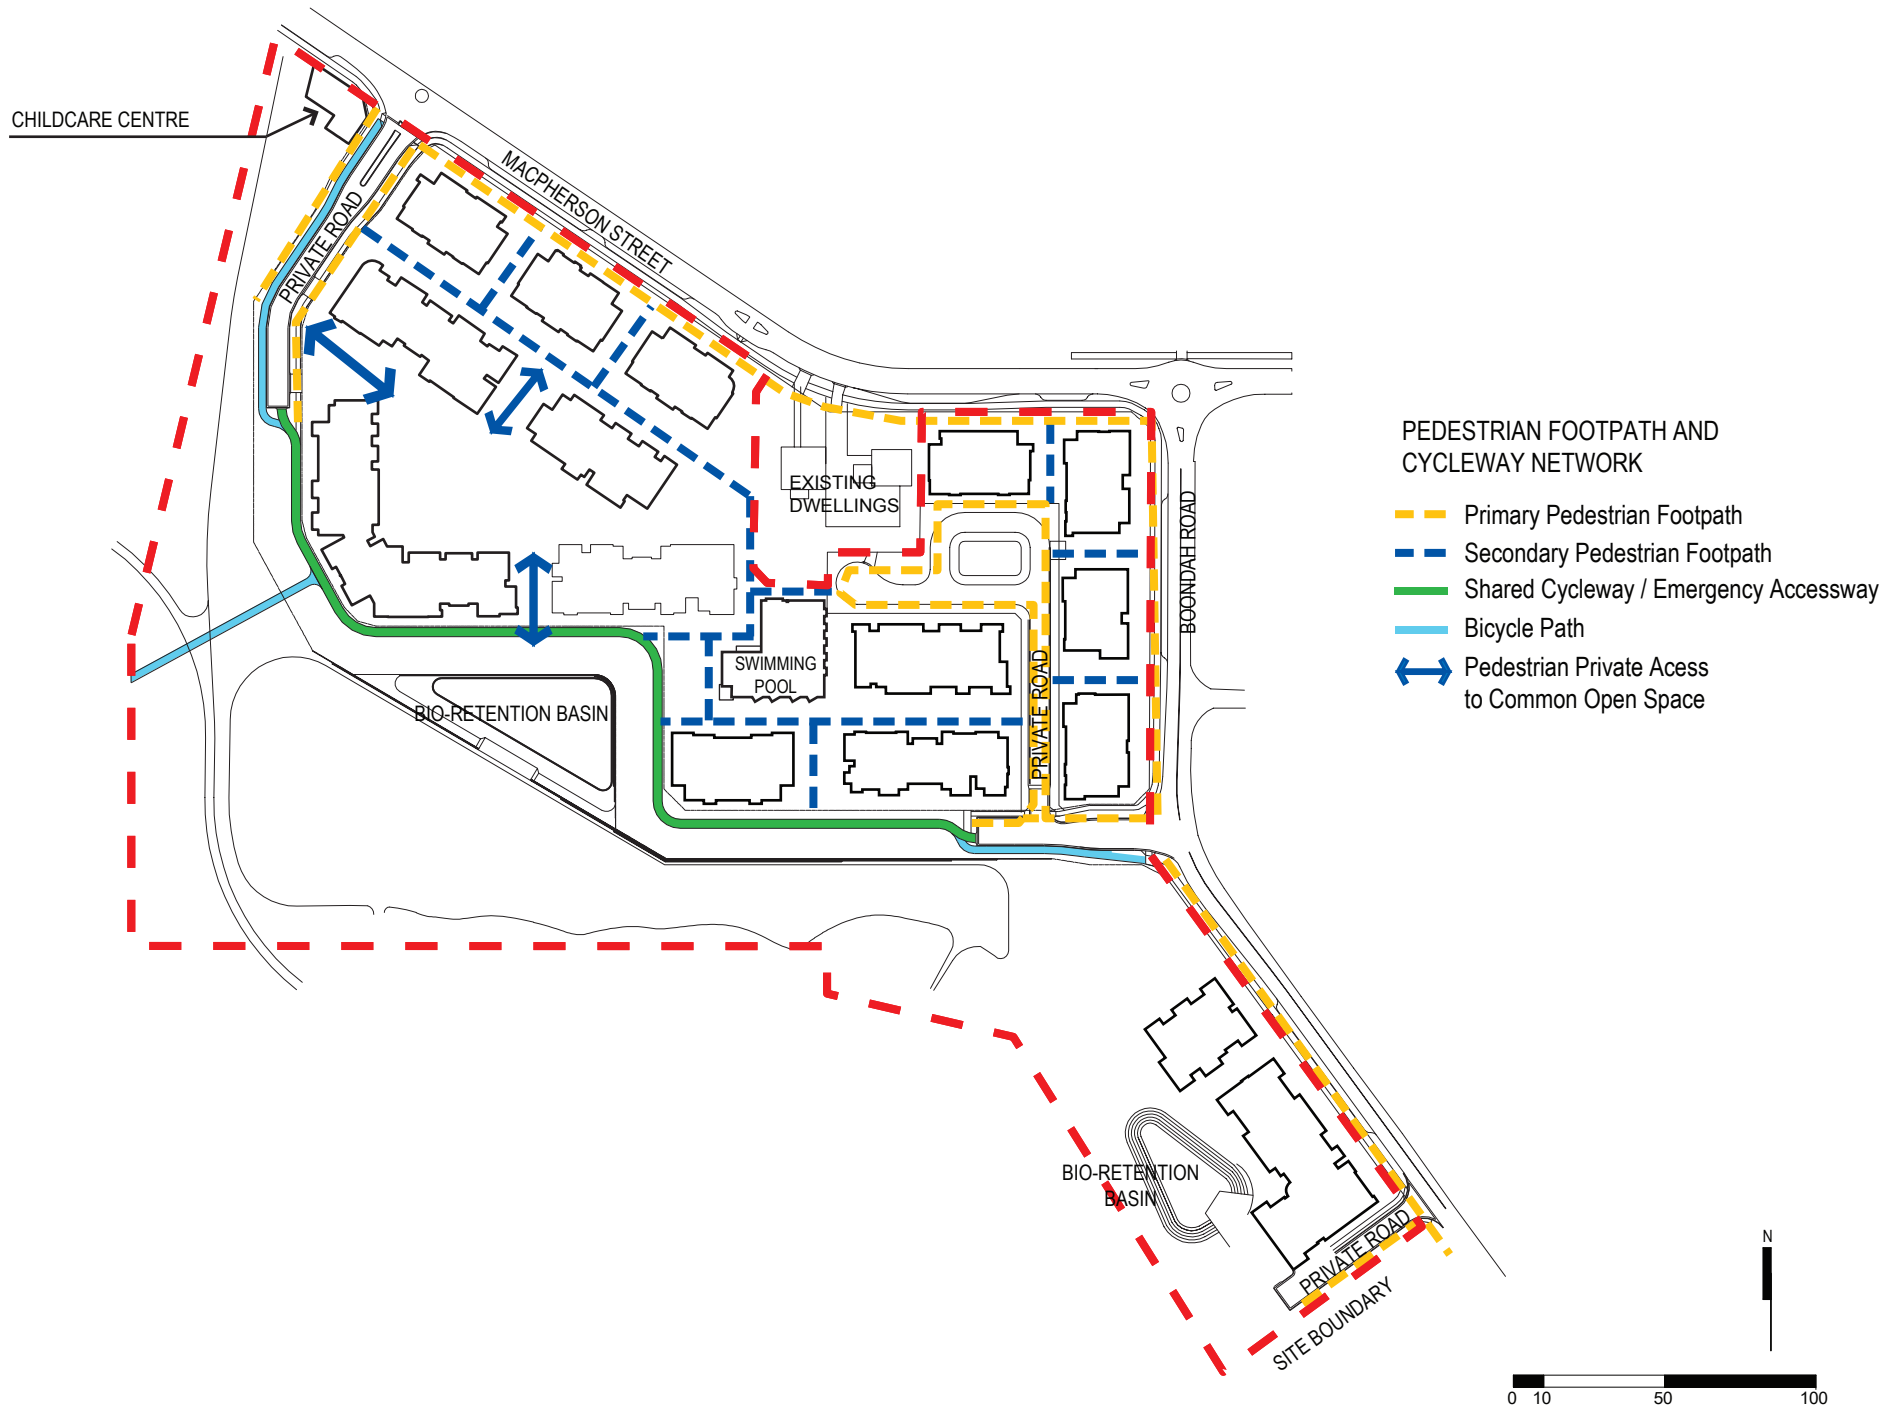 CHILDCARE CENTRE
MACPHERSON STREET
PRIVATE ROAD
EXISTING
DWELLINGS
BOONDAH ROAD
SWIMMING
POOL
PRIVATE ROAD
BIO-RETENTION BASIN
BIO-RETENTION
BASIN
PRIVATE ROAD
SITE BOUNDARY
PEDESTRIAN FOOTPATH AND
CYCLEWAY NETWORK
Primary Pedestrian Footpath
Secondary Pedestrian Footpath
Shared Cycleway / Emergency Accessway
Bicycle Path
Pedestrian Private Acess
to Common Open Space
N
0 10 50 100